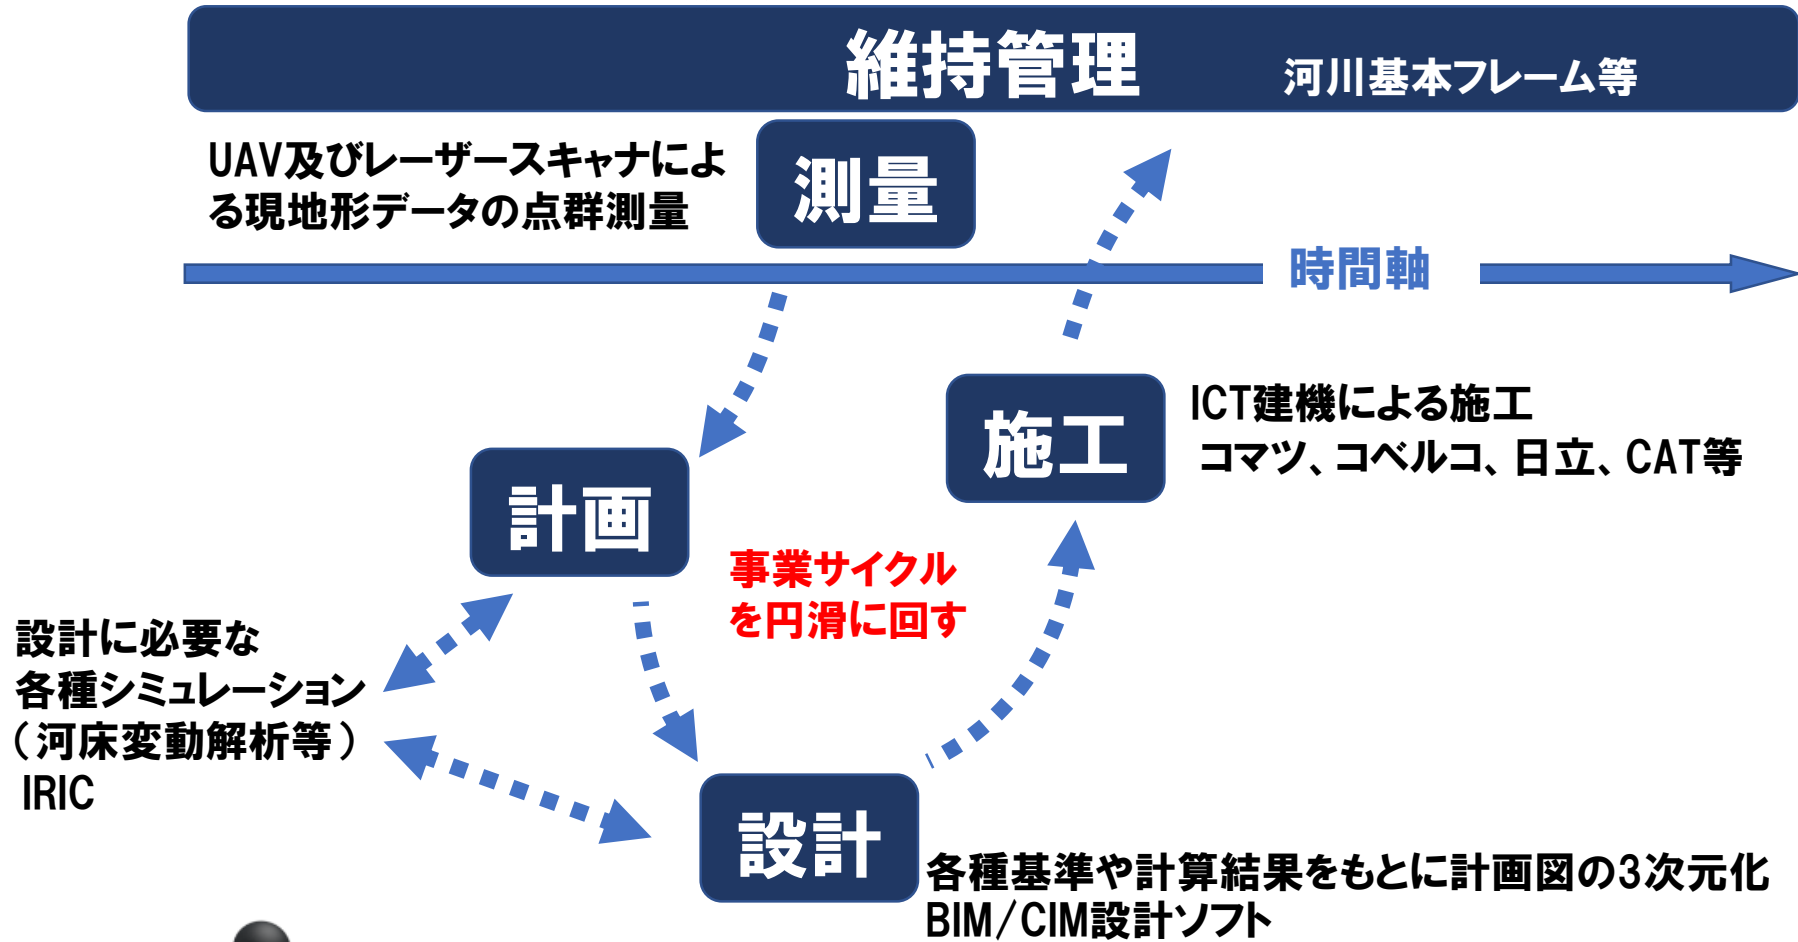 維持管理
河川基本フレーム等
UAV及びレーザースキャナによ
る現地形データの点群測量
測量
時間軸
施工
ICT建機による施工
コマツ、コベルコ、日立、CAT等
計画
事業サイクル
を円滑に回す
設計に必要な
各種シミュレーション
(河床変動解析等)
IRIC
設計
各種基準や計算結果をもとに計画図の3次元化
BIM/CIM設計ソフト